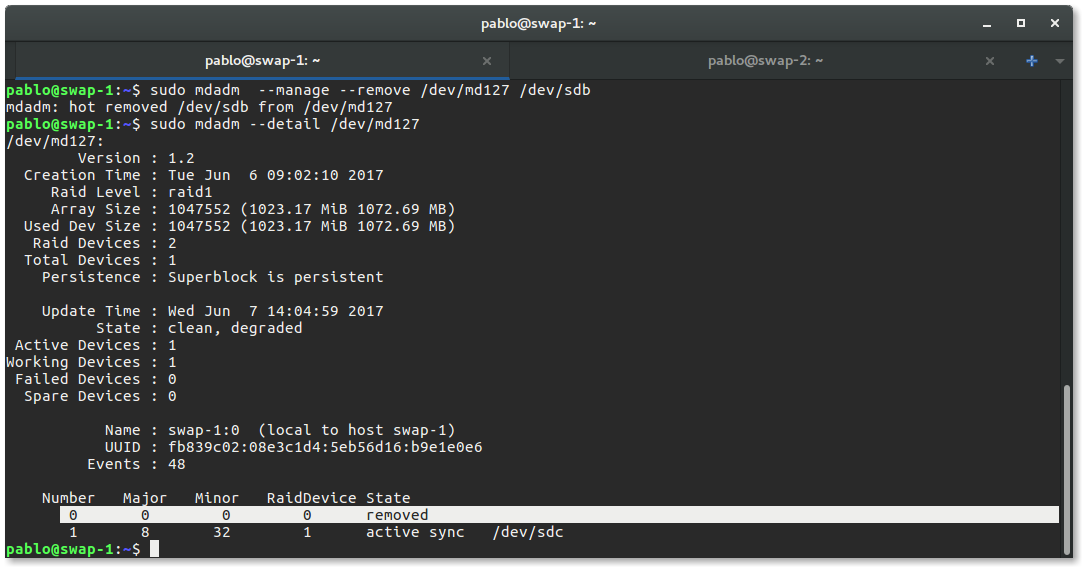 pablo@swap-1: ~
pablo@swap-1: ~ pablo@swap-2: ~
pablo@swap-1:~$ sudo mdadm  --manage --remove /dev/md127 /dev/sdb
mdadm: hot removed /dev/sdb from /dev/md127
pablo@swap-1:~$ sudo mdadm --detail /dev/md127
/dev/md127:
        Version : 1.2
  Creation Time : Tue Jun  6 09:02:10 2017
     Raid Level : raid1
     Array Size : 1047552 (1023.17 MiB 1072.69 MB)
  Used Dev Size : 1047552 (1023.17 MiB 1072.69 MB)
   Raid Devices : 2
  Total Devices : 1
    Persistence : Superblock is persistent
    Update Time : Wed Jun  7 14:04:59 2017
          State : clean, degraded
 Active Devices : 1
Working Devices : 1
 Failed Devices : 0
  Spare Devices : 0
           Name : swap-1:0  (local to host swap-1)
           UUID : fb839c02:08e3c1d4:5eb56d16:b9e1e0e6
         Events : 48
    Number   Major   Minor   RaidDevice State
       0       0        0        0      removed
       1       8       32        1      active sync   /dev/sdc
pablo@swap-1:~$